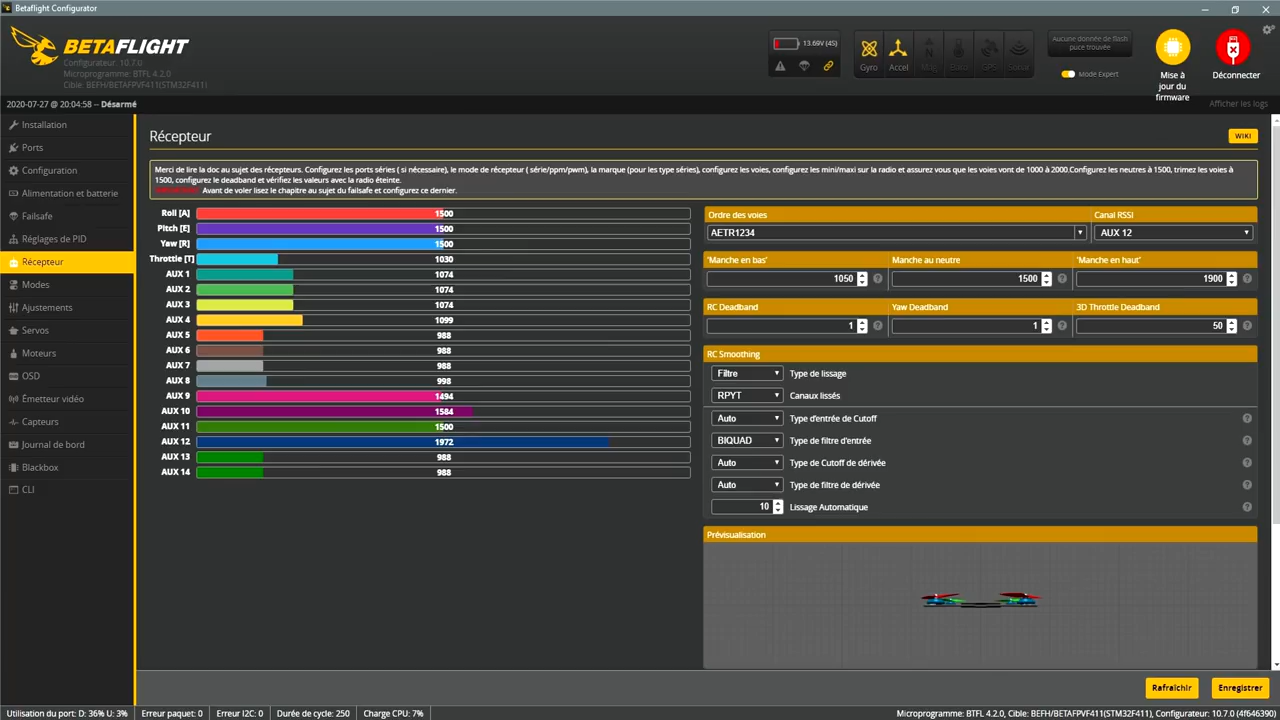 Betaflight Configurator
BETAFLIGHT
Configurateur: 10.7.0
Microprogramme: BTFL 4.2.0
Cible: BEFH/BETAFPVF411(STM32F411)
13.69V (4S)
Gyro
Accel
Mag
Baro
GPS
Sonar
Aucune donnée de flash
puce trouvée
Mode Expert
Mise à
jour du
firmware
Déconnecter
2020-07-27 @ 20:04:58 -- Désarmé
Afficher les logs
Installation
Ports
Configuration
Alimentation et batterie
Failsafe
Réglages de PID
Récepteur
Modes
Ajustements
Servos
Moteurs
OSD
Émetteur vidéo
Capteurs
Journal de bord
Blackbox
CLI
Récepteur
WIKI
Merci de lire la doc au sujet des récepteurs. Configurez les ports séries ( si nécessaire), le mode de récepteur ( série/ppm/pwm), la marque (pour les type séries), configurez les voies, configurez les mini/maxi sur la radio et assurez vous que les voies vont de 1000 à 2000.Configurez les neutres à 1500, trimez les voies à
1500, configurez le deadband et vérifiez les valeurs avec la radio éteinte.
Avant de voler lisez le chapitre au sujet du failsafe et configurez ce dernier.
Roll [A] 1500
Pitch [E] 1500
Yaw [R] 1500
Throttle [T] 1030
AUX 1 1074
AUX 2 1074
AUX 3 1074
AUX 4 1099
AUX 5 988
AUX 6 988
AUX 7 988
AUX 8 998
AUX 9 1494
AUX 10 1584
AUX 11 1500
AUX 12 1972
AUX 13 988
AUX 14 988
Ordre des voies Canal RSSI
AETR1234 AUX 12
'Manche en bas' Manche au neutre 'Manche en haut'
1050 1500 1900
RC Deadband Yaw Deadband 3D Throttle Deadband
1 1 50
RC Smoothing
Filtre Type de lissage
RPYT Canaux lissés
Auto Type d'entrée de Cutoff
BIQUAD Type de filtre d'entrée
Auto Type de Cutoff de dérivée
Auto Type de filtre de dérivée
10 Lissage Automatique
Prévisualisation
Rafraîchir
Enregistrer
Utilisation du port: D: 36% U: 3% Erreur paquet: 0 Erreur I2C: 0 Durée de cycle: 250 Charge CPU: 7% Microprogramme: BTFL 4.2.0, Cible: BEFH/BETAFPVF411(STM32F411), Configurateur: 10.7.0 (4f646390)